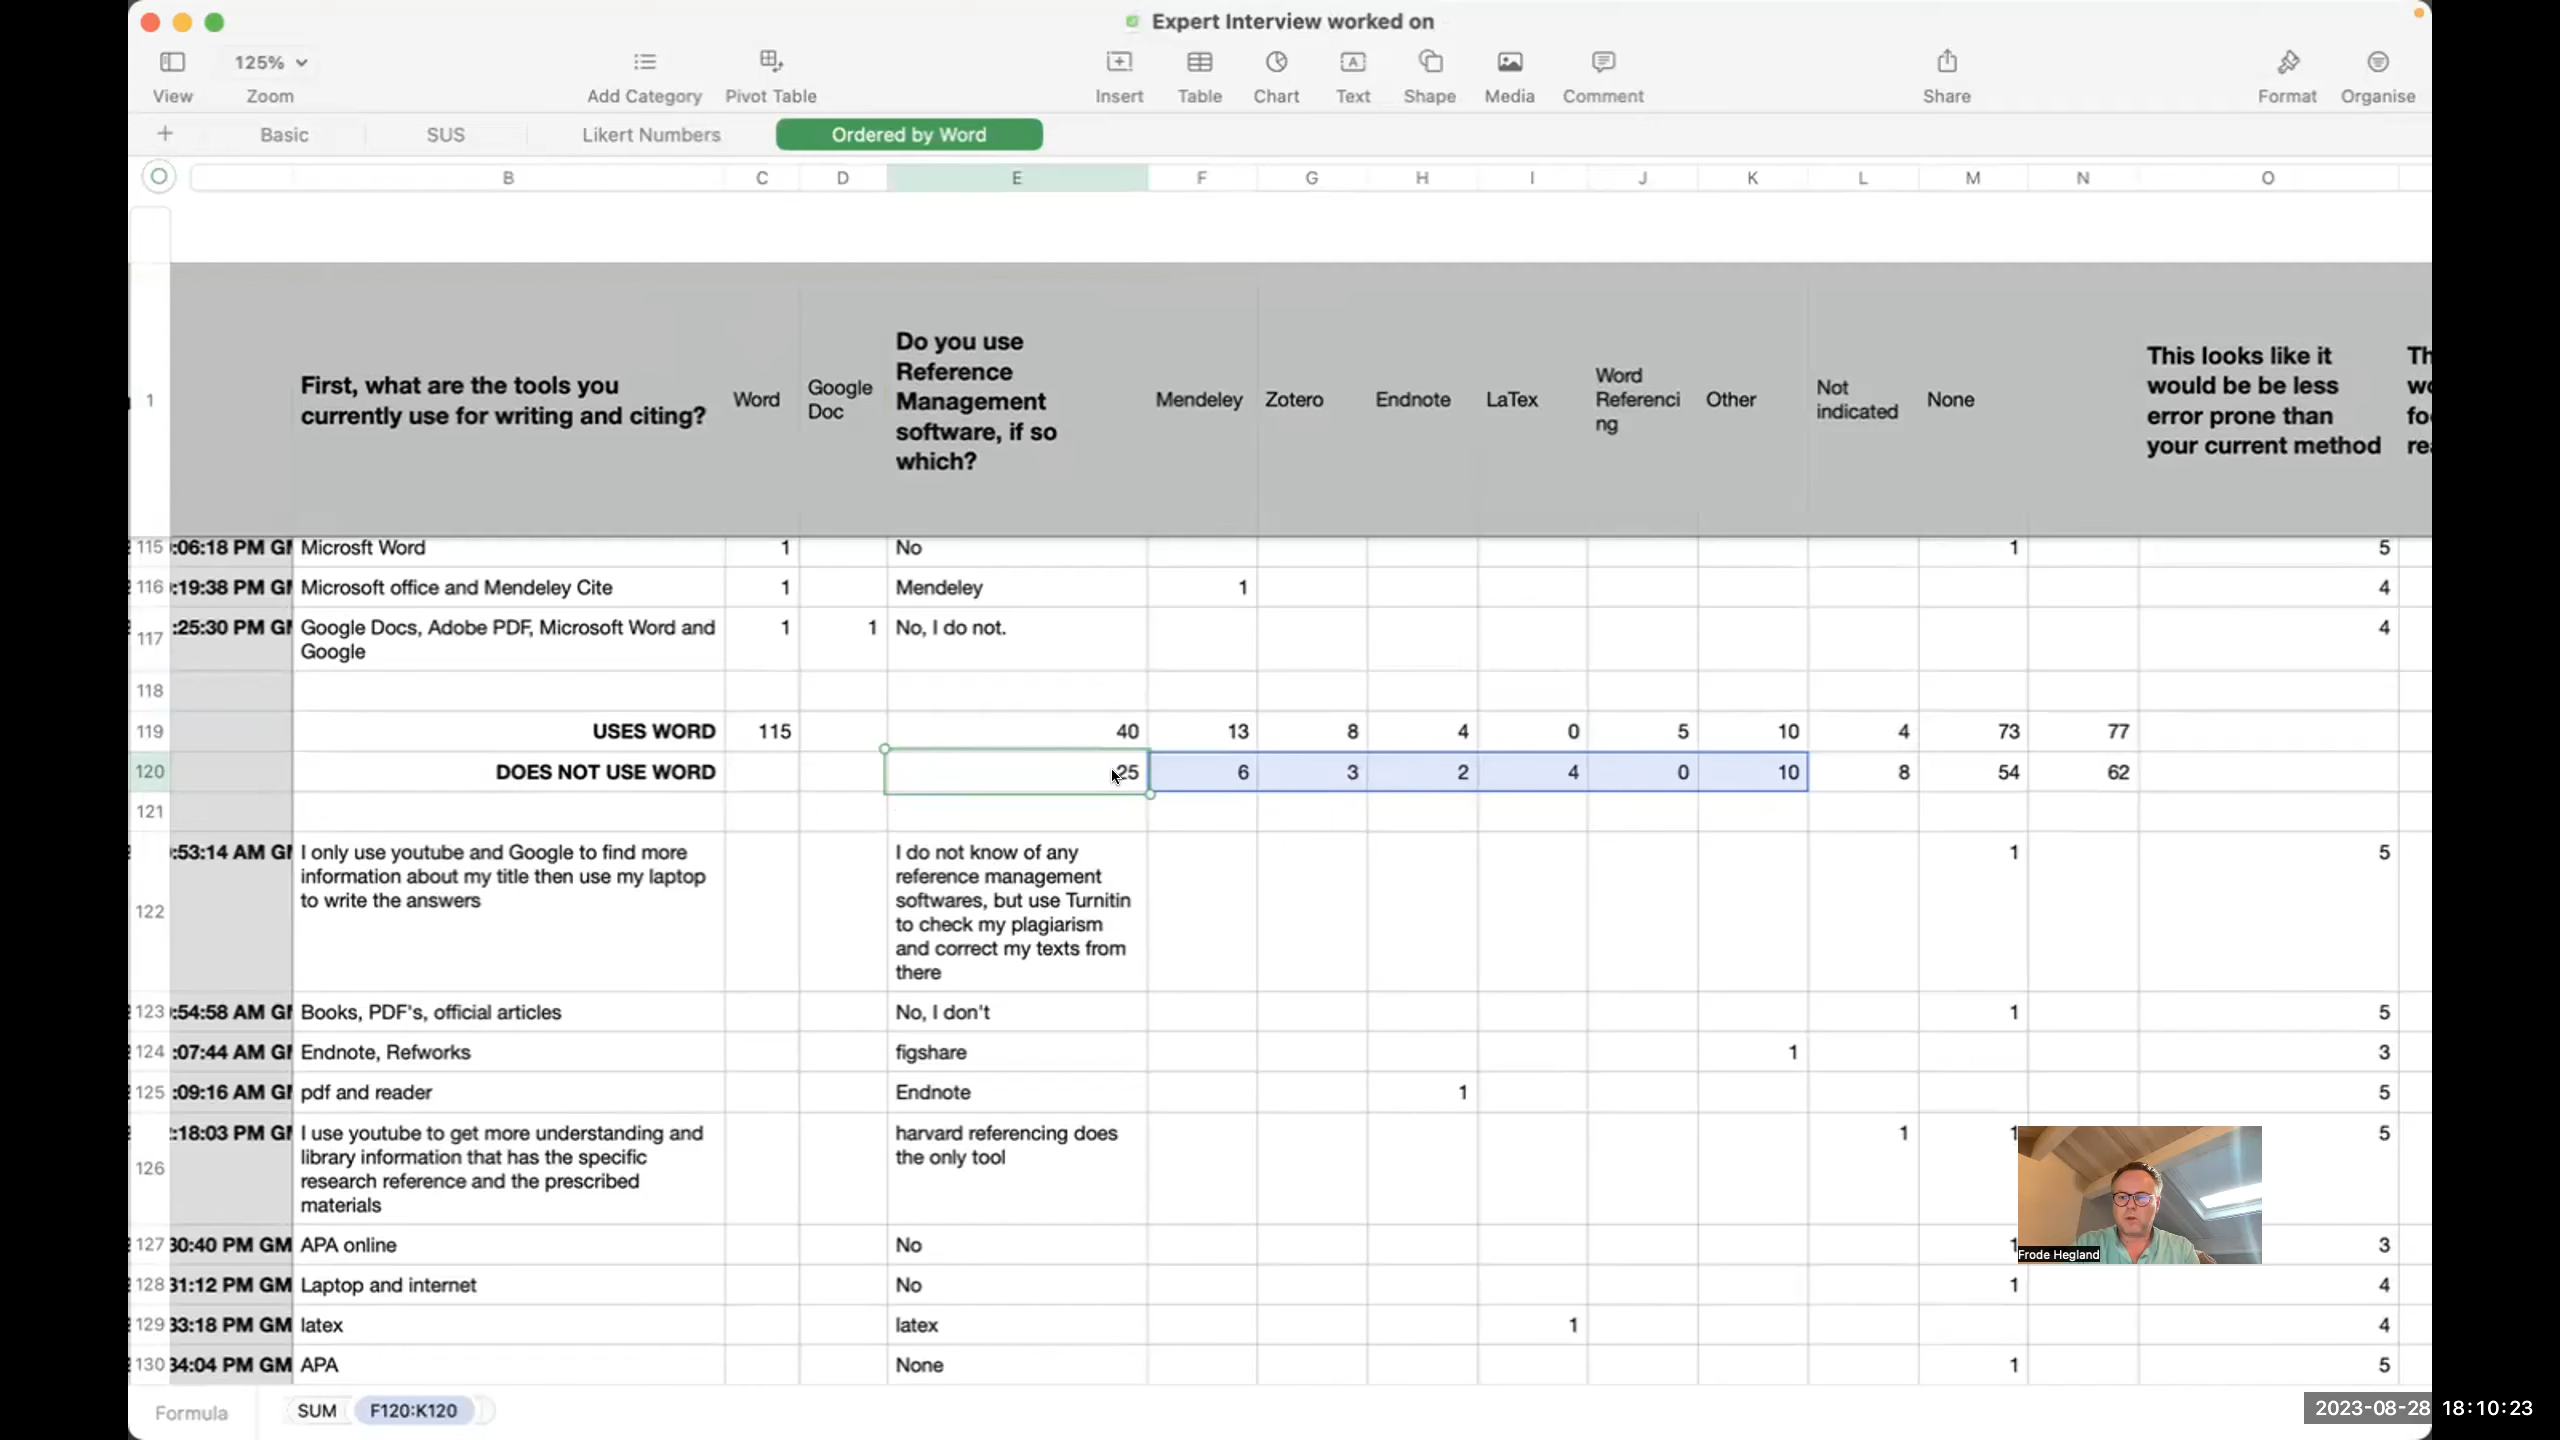 Expert Interview worked on
125%
View Zoom Add Category Pivot Table Insert Table Chart Text Shape Media Comment Share Format Organise
+ Basic SUS Likert Numbers Ordered by Word
B C D E F G H I J K L M N O
1
First, what are the tools you
currently use for writing and citing?
Word
Google
Doc
Do you use
Reference
Management
software, if so
which?
Mendeley
Zotero
Endnote
LaTex
Word
Referenci
ng
Other
Not
indicated
None
This looks like it
would be be less
error prone than
your current method
115 :06:18 PM Microsft Word 1 No 1 5
116 :19:38 PM Microsoft office and Mendeley Cite 1 Mendeley 1 4
117 :25:30 PM Google Docs, Adobe PDF, Microsoft Word and 1 1 No, I do not. 4
Google
118
119 USES WORD 115 40 13 8 4 0 5 10 4 73 77
120 DOES NOT USE WORD 25 6 3 2 4 0 10 8 54 62
121
122 :53:14 AM I only use youtube and Google to find more
information about my title then use my laptop
to write the answers
I do not know of any
reference management
softwares, but use Turnitin
to check my plagiarism
and correct my texts from
there
1 5
123 :54:58 AM Books, PDF's, official articles No, I don't 1 5
124 :07:44 AM Endnote, Refworks figshare 1 3
125 :09:16 AM pdf and reader Endnote 1 5
126 :18:03 PM I use youtube to get more understanding and
library information that has the specific
research reference and the prescribed
materials
harvard referencing does
the only tool
1 1 5
127 30:40 PM GM APA online No 1 3
128 31:12 PM GM Laptop and internet No 1 4
129 33:18 PM GM latex latex 1 4
130 34:04 PM GM APA None 1 5
Frode Hegland
Formula SUM F120:K120
2023-08-28 18:10:23